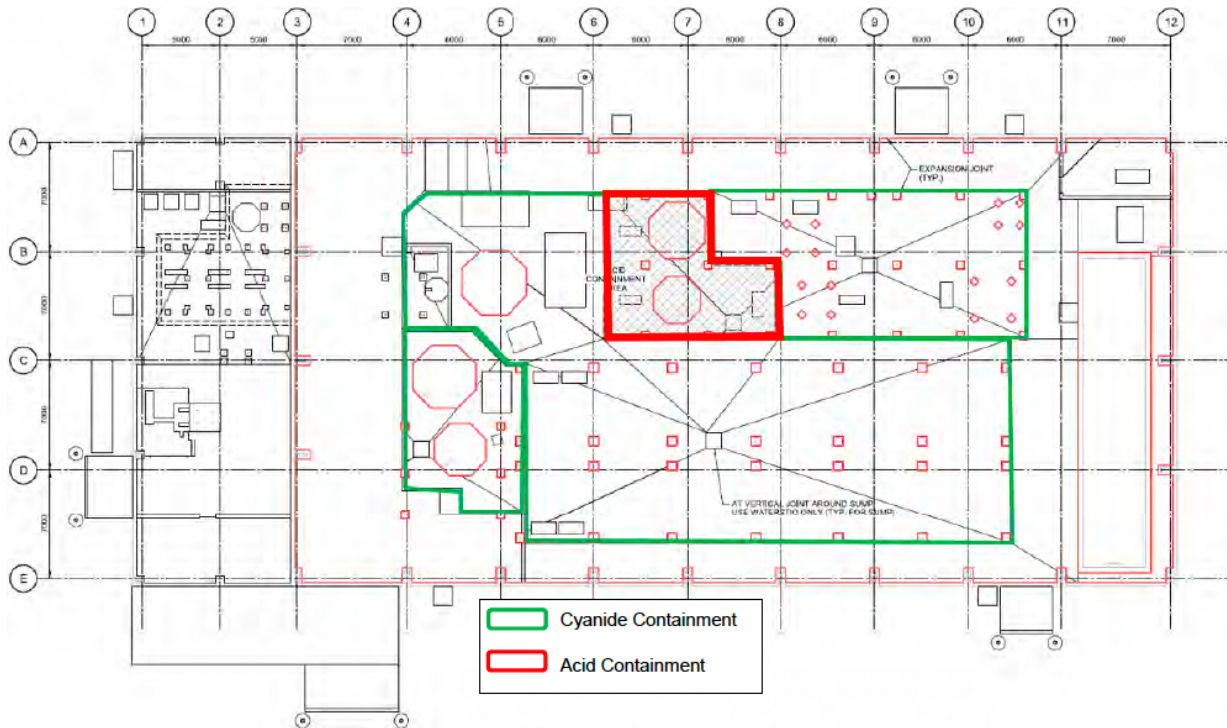 1 2 3 4 5 6 7 8 9 10 11 12
5000 5000 7000 6000 6000 6000 6000 6000 6000 6000 7000
A
EXPANSION JOINT
(TYP.)
7000
B
ACID
CONTAINMENT
AREA
7000
C
7000
D
AT VERTICAL JOINT AROUND SUMP
USE WATERSTOP ONLY (TYP. FOR SUMP)
7000
E
Cyanide Containment
Acid Containment